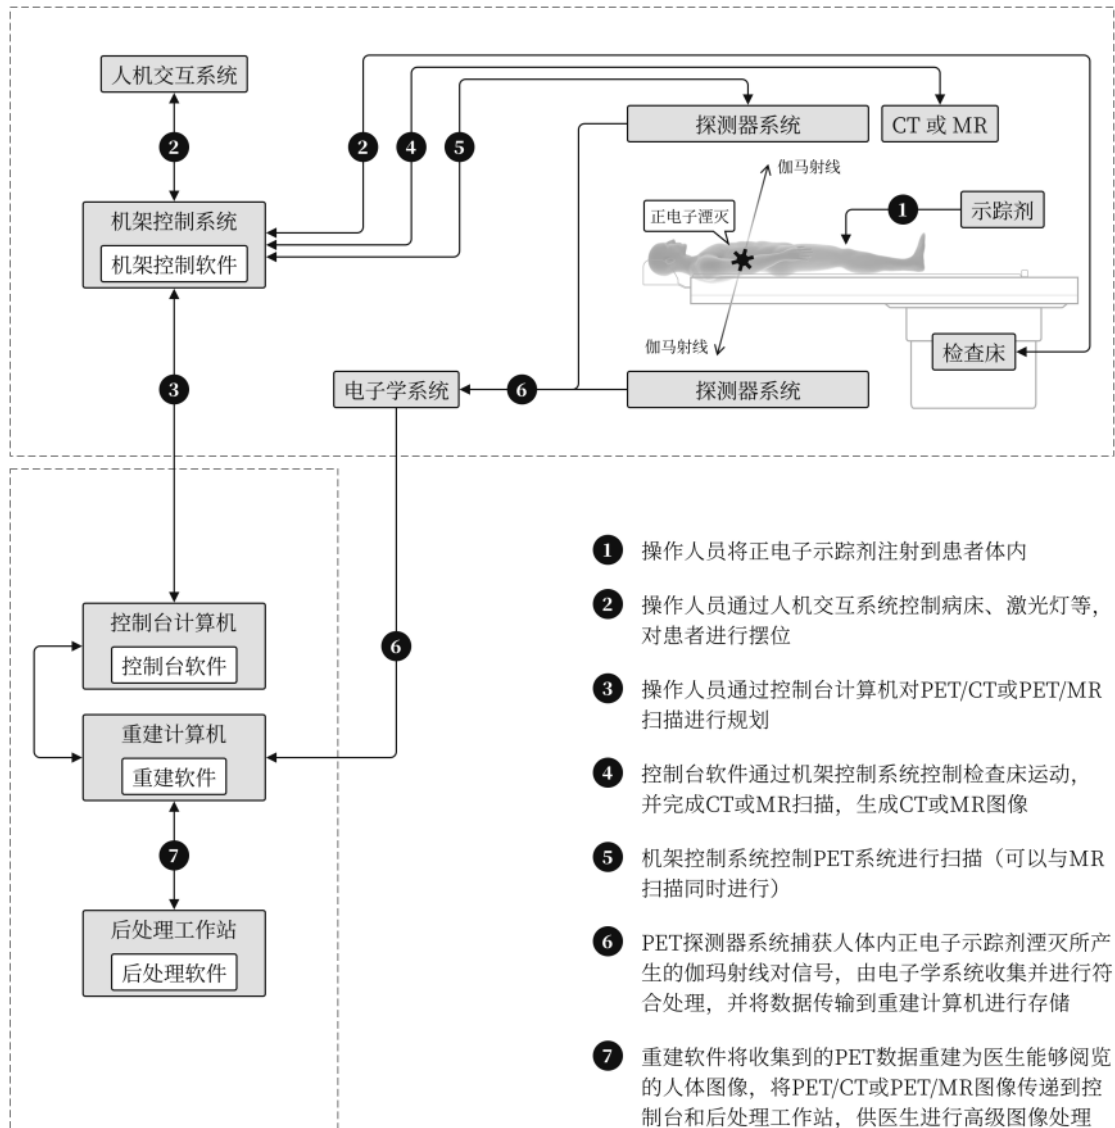 人机交互系统
2
机架控制系统
机架控制软件
2
4
5
探测器系统
CT 或 MR
伽马射线
正电子湮灭
1
示踪剂
伽马射线
检查床
3
电子学系统
6
探测器系统
控制台计算机
控制台软件
6
重建计算机
重建软件
7
后处理工作站
后处理软件
1 操作人员将正电子示踪剂注射到患者体内
2 操作人员通过人机交互系统控制病床、激光灯等，
对患者进行摆位
3 操作人员通过控制台计算机对PET/CT或PET/MR
扫描进行规划
4 控制台软件通过机架控制系统控制检查床运动，
并完成CT或MR扫描，生成CT或MR图像
5 机架控制系统控制PET系统进行扫描（可以与MR
扫描同时进行）
6 PET探测器系统捕获人体内正电子示踪剂湮灭所产
生的伽玛射线对信号，由电子学系统收集并进行符
合处理，并将数据传输到重建计算机进行存储
7 重建软件将收集到的PET数据重建为医生能够阅览
的人体图像，将PET/CT或PET/MR图像传递到控
制台和后处理工作站，供医生进行高级图像处理